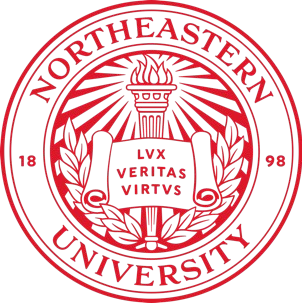 NORTHEASTERN
18 98
LVX
VERITAS
VIRTVS
UNIVERSITY